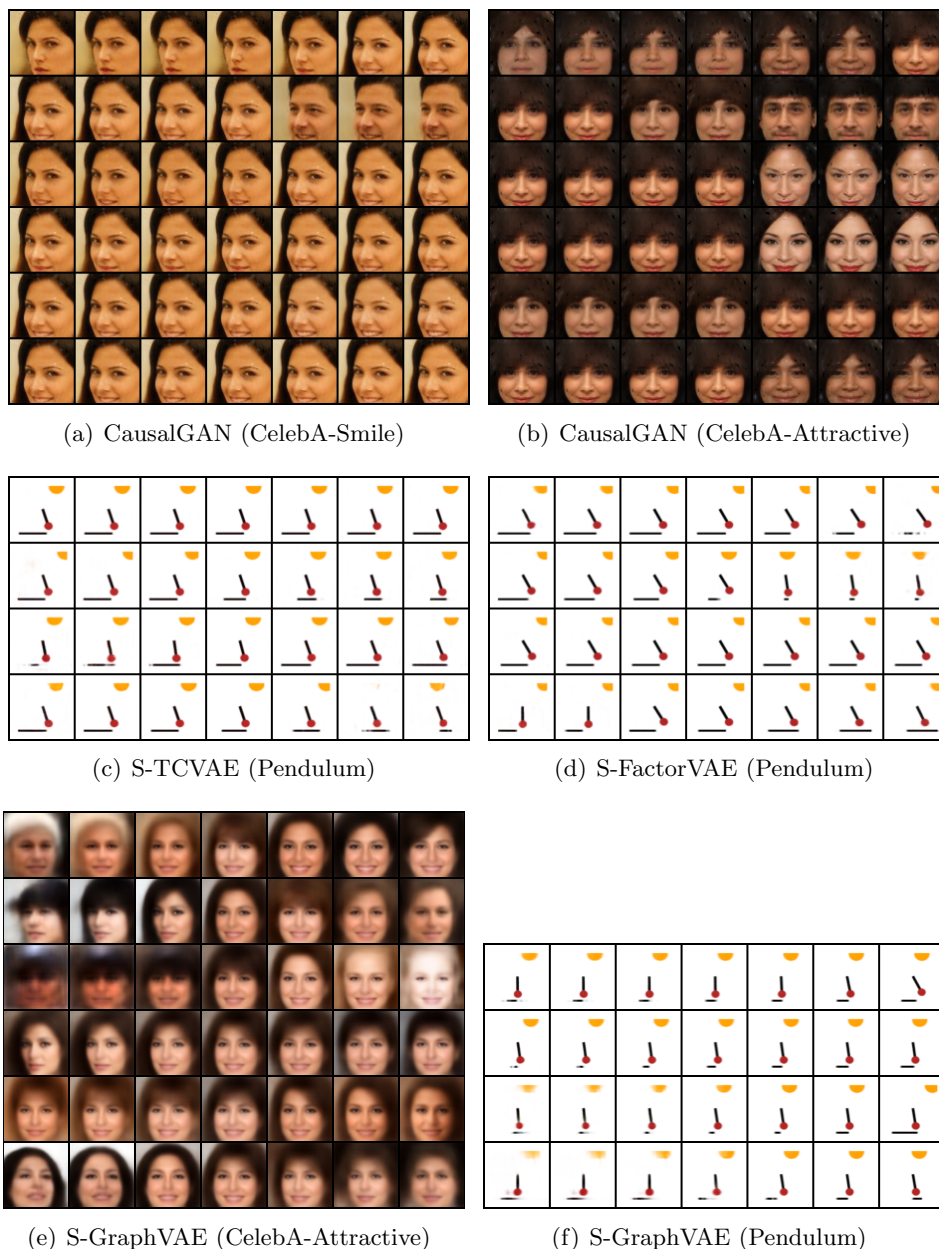 (a) CausalGAN (CelebA-Smile)
(b) CausalGAN (CelebA-Attractive)
(c) S-TCVAE (Pendulum)
(d) S-FactorVAE (Pendulum)
(e) S-GraphVAE (CelebA-Attractive)
(f) S-GraphVAE (Pendulum)